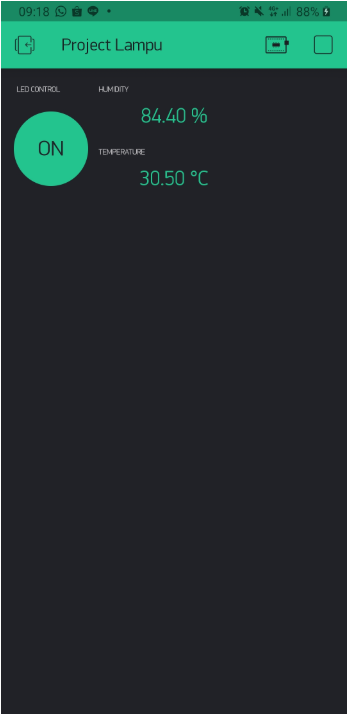 09:18 88%
Project Lampu
LED CONTROL
ON
HUMIDITY
84.40 %
TEMPERATURE
30.50 °C